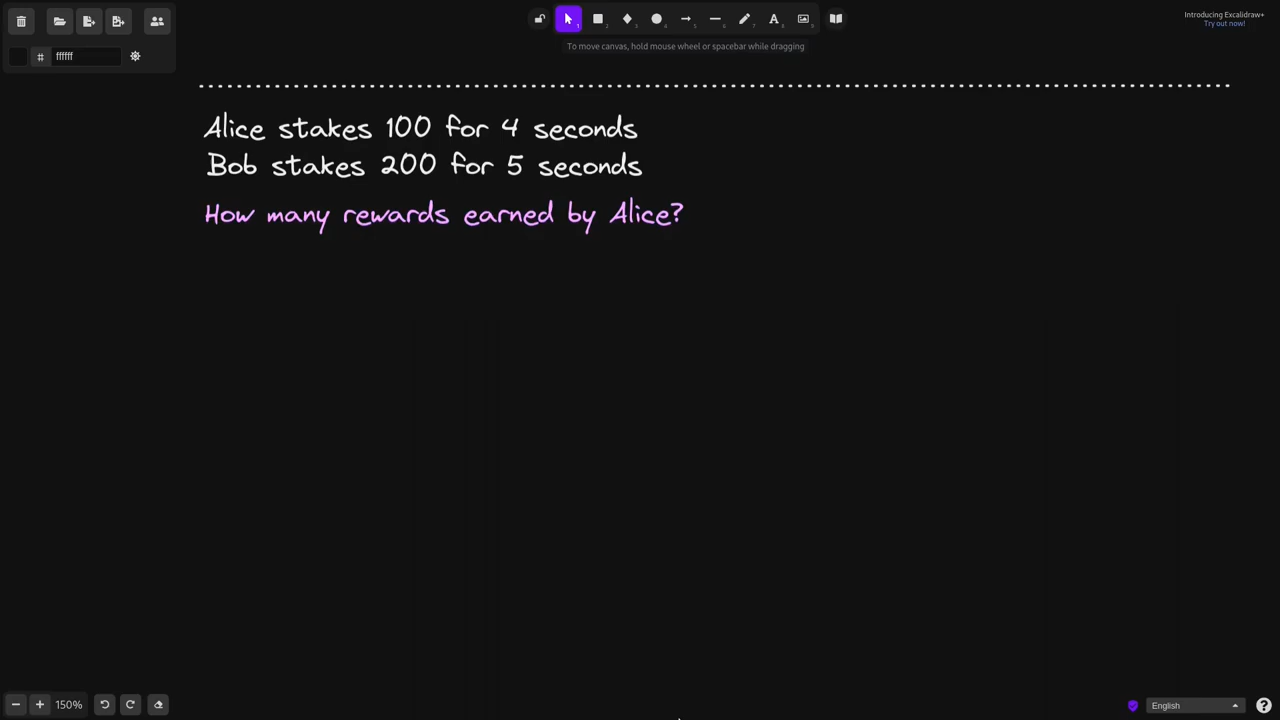 Introducing Excalidraw+
Try out now!
# ffffff
To move canvas, hold mouse wheel or spacebar while dragging
Alice stakes 100 for 4 seconds
Bob stakes 200 for 5 seconds
How many rewards earned by Alice?
150%
English